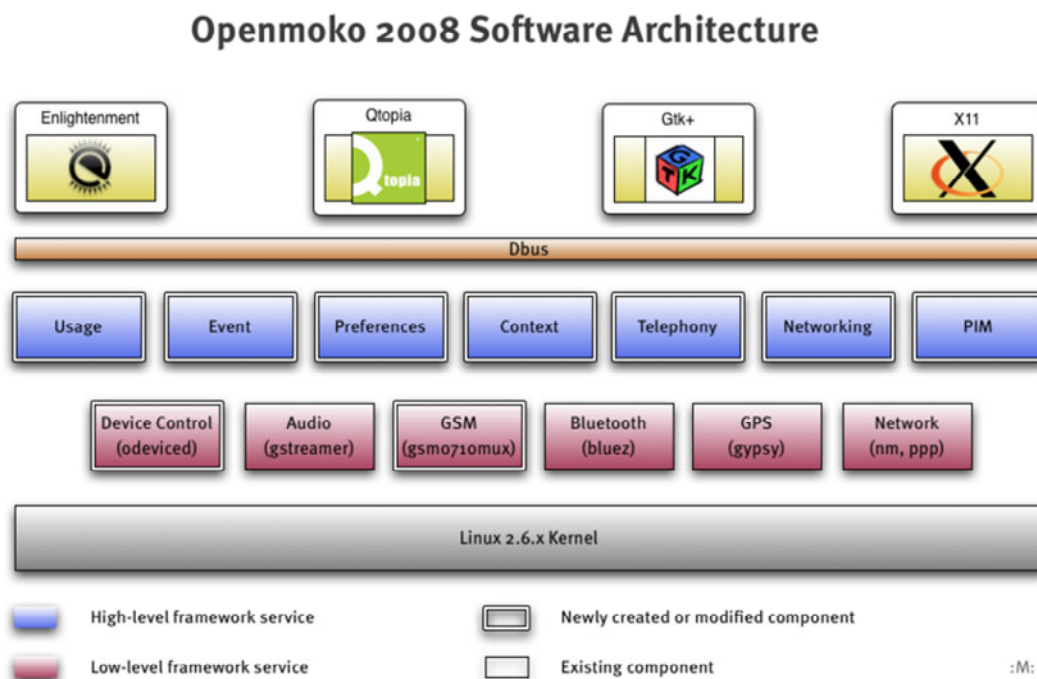 Openmoko 2008 Software Architecture
Enlightenment
Qtopia
Gtk+
X11
topia
G
T K
Dbus
Usage
Event
Preferences
Context
Telephony
Networking
PIM
Device Control
(odeviced)
Audio
(gstreamer)
GSM
(gsm0710mux)
Bluetooth
(bluez)
GPS
(gypsy)
Network
(nm, ppp)
Linux 2.6.x Kernel
High-level framework service
Newly created or modified component
Low-level framework service
Existing component
:M: